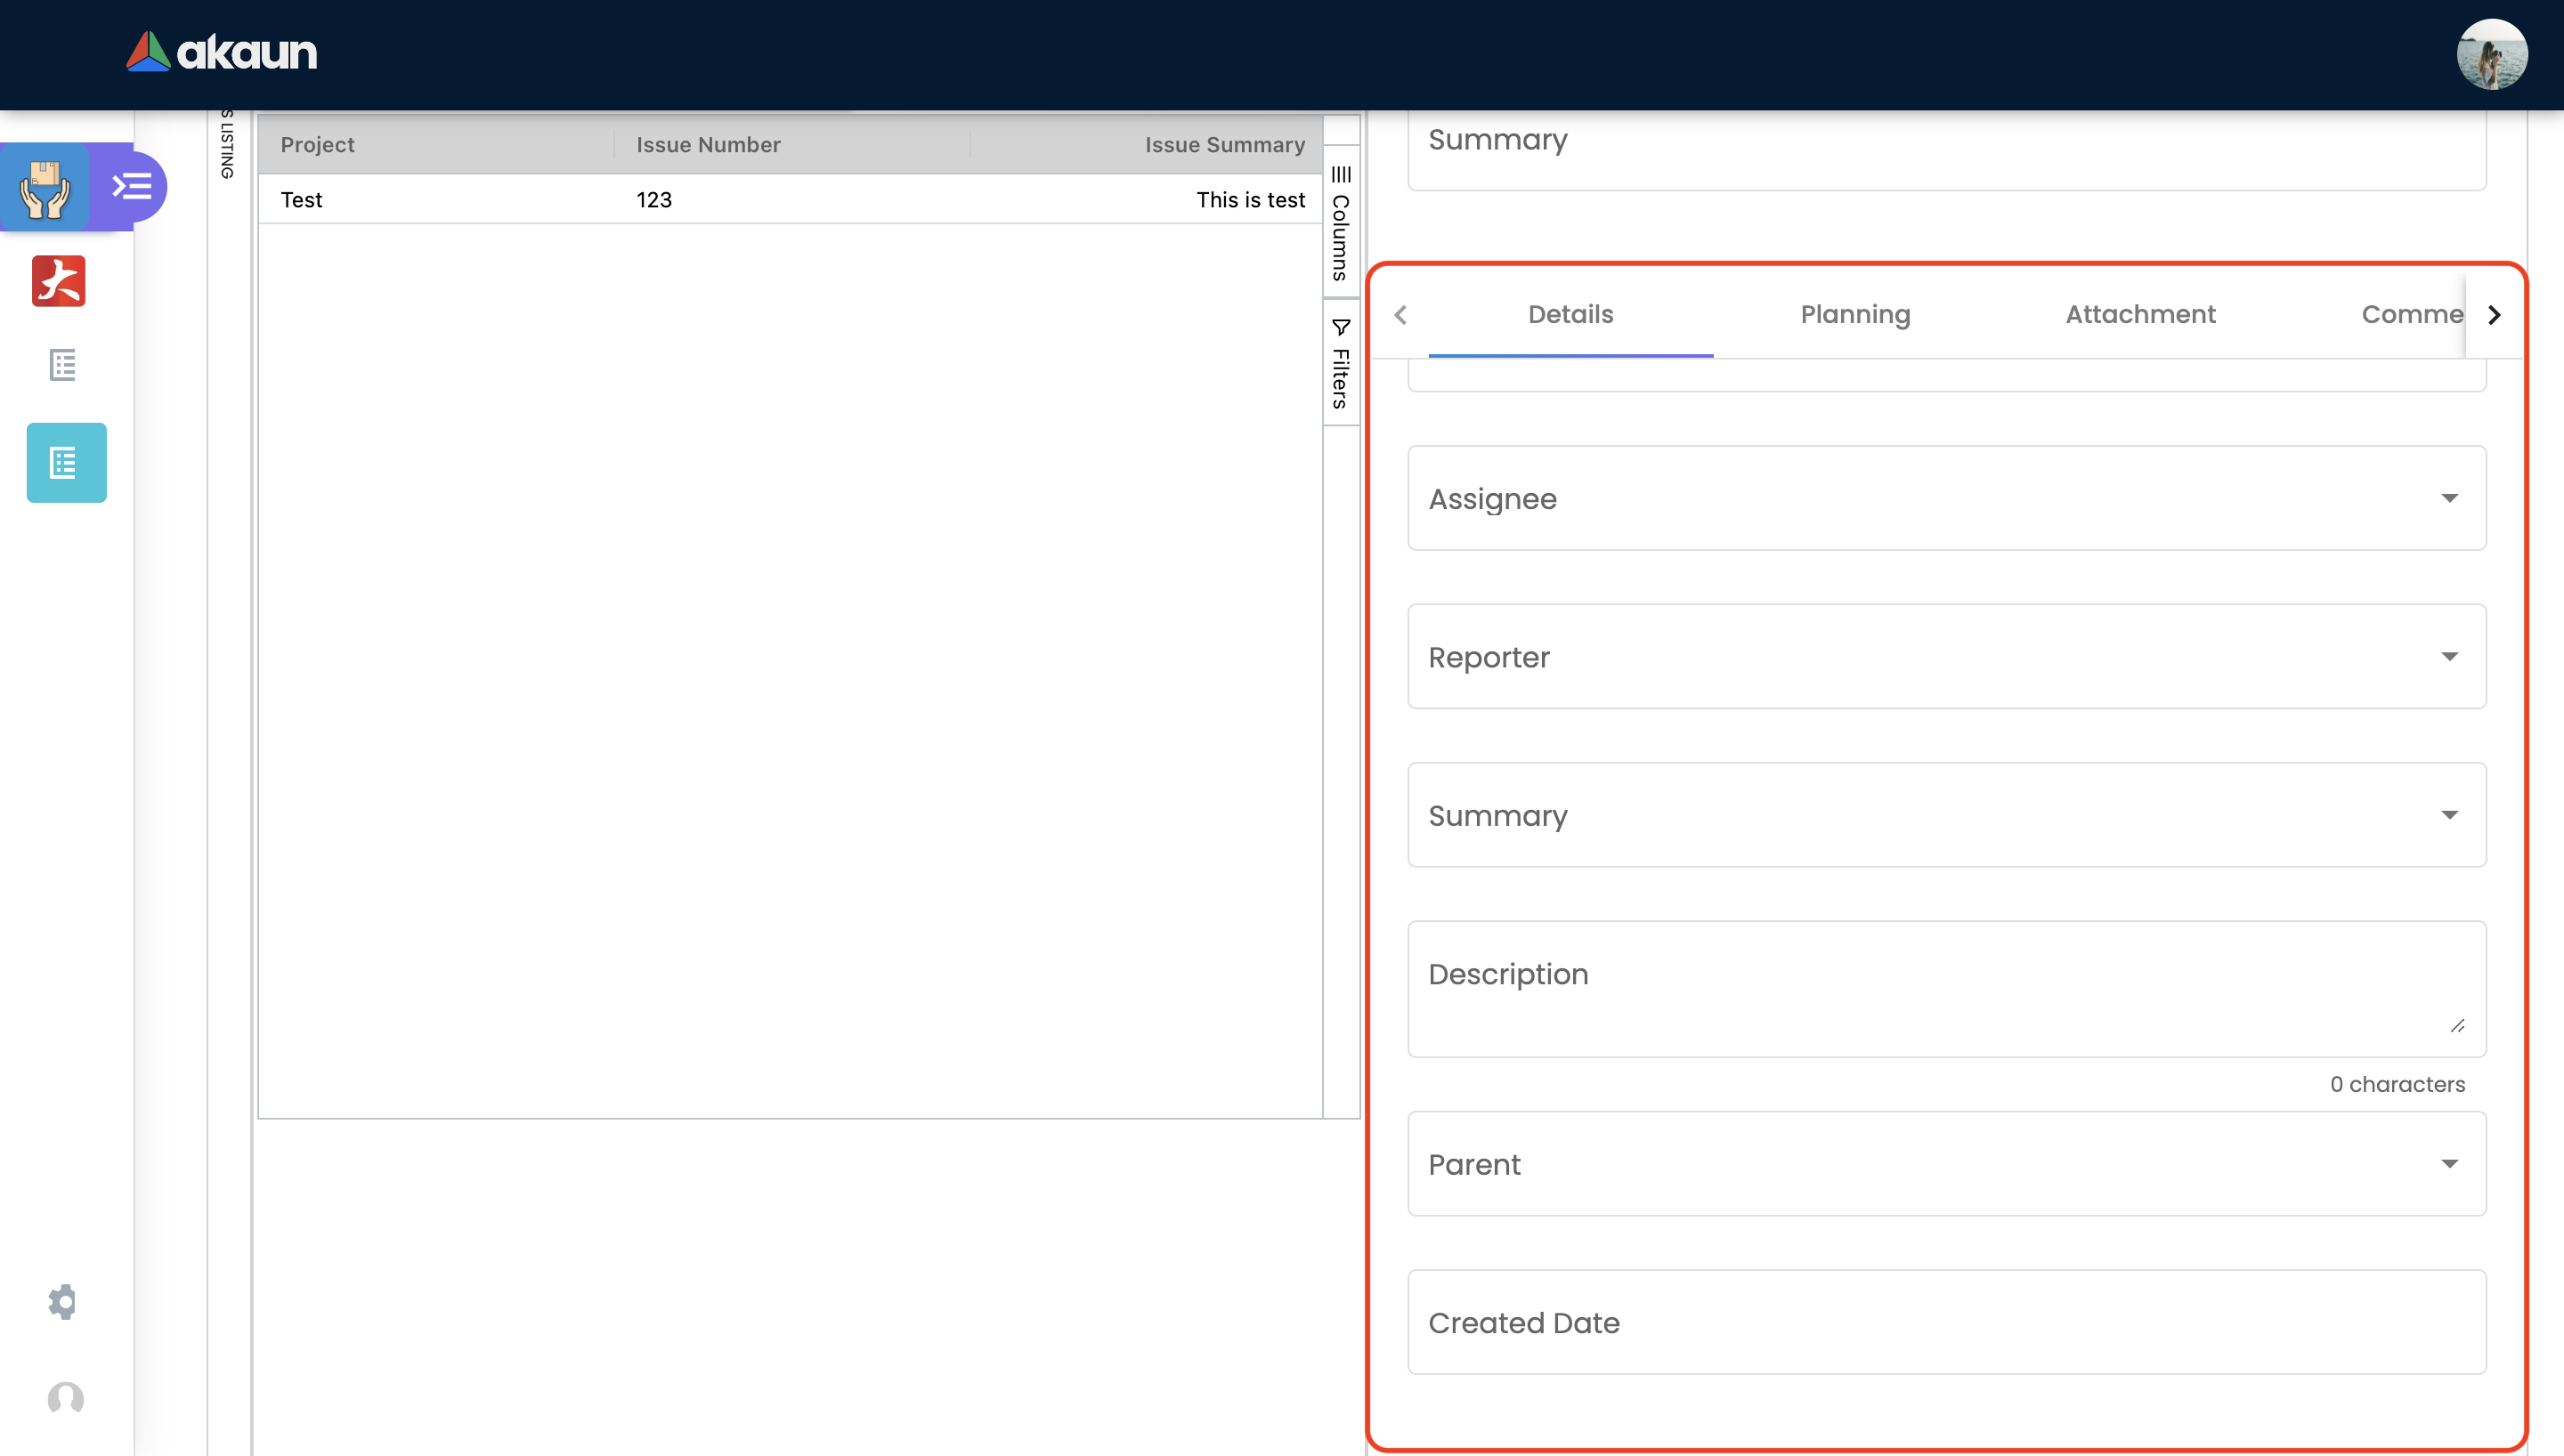 akaun
S LISTING
Project Issue Number Issue Summary
Test 123 This is test
Columns
Filters
Summary
Details Planning Attachment Comme
Assignee
Reporter
Summary
Description
0 characters
Parent
Created Date